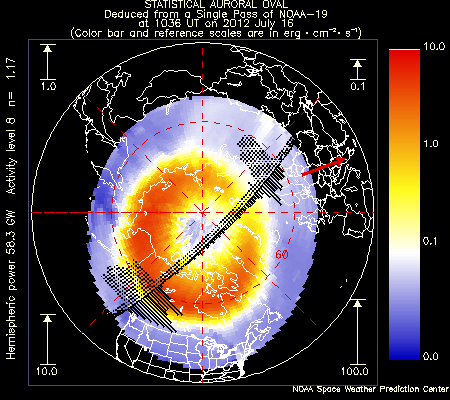 STATISTICAL AURORAL OVAL
Deduced from a Single Pass of NOAA-19
at 1036 UT on 2012 July 16
(Color bar and reference scales are in erg·cm⁻²·s⁻¹)
Hemispheric power 58.3 GW Activity level 8 n= 1.17
1.0
0.1
10.0
100.0
60
10.0
1.0
0.1
0.0
NOAA Space Weather Prediction Center